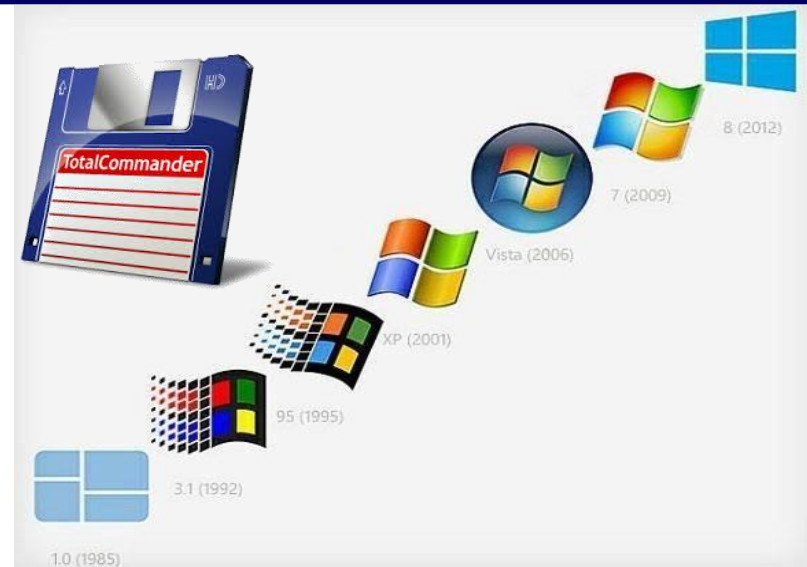 HD
TotalCommander
8 (2012)
7 (2009)
Vista (2006)
XP (2001)
95 (1995)
3.1 (1992)
1.0 (1985)